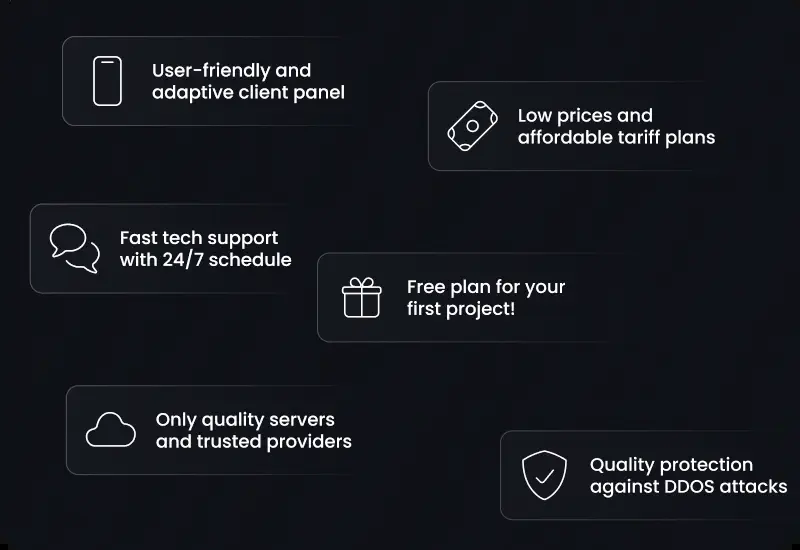 User-friendly and
adaptive client panel
Low prices and
affordable tariff plans
Fast tech support
with 24/7 schedule
Free plan for your
first project!
Only quality servers
and trusted providers
Quality protection
against DDOS attacks